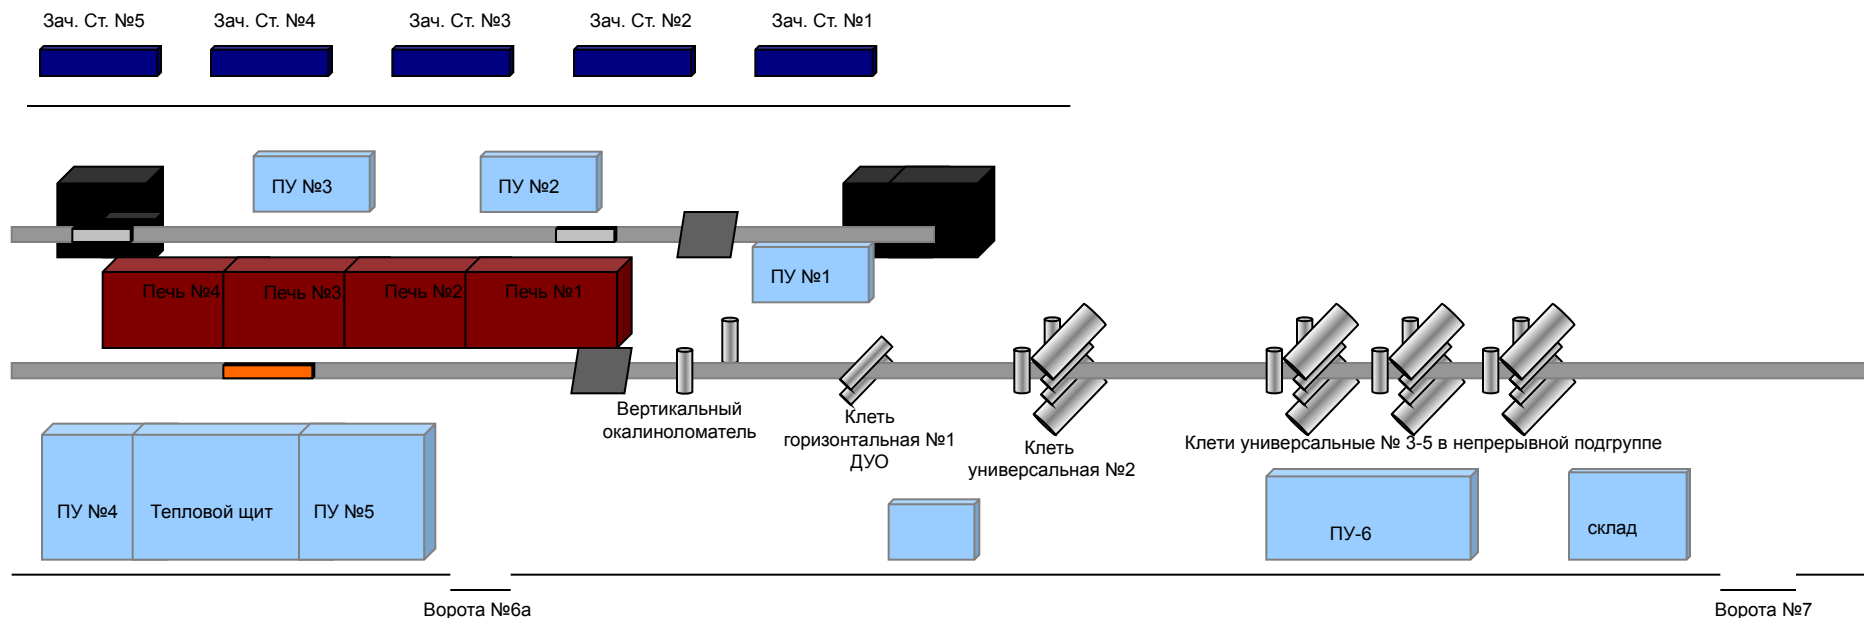 Зач. Ст. №5
Зач. Ст. №4
Зач. Ст. №3
Зач. Ст. №2
Зач. Ст. №1
ПУ №3
ПУ №2
ПУ №1
Печь №4
Печь №3
Печь №2
Печь №1
Вертикальный
окалиноломатель
Клеть
горизонтальная №1
ДУО
Клеть
универсальная №2
Клети универсальные № 3-5 в непрерывной подгруппе
ПУ №4
Тепловой щит
ПУ №5
ПУ-6
склад
Ворота №6а
Ворота №7